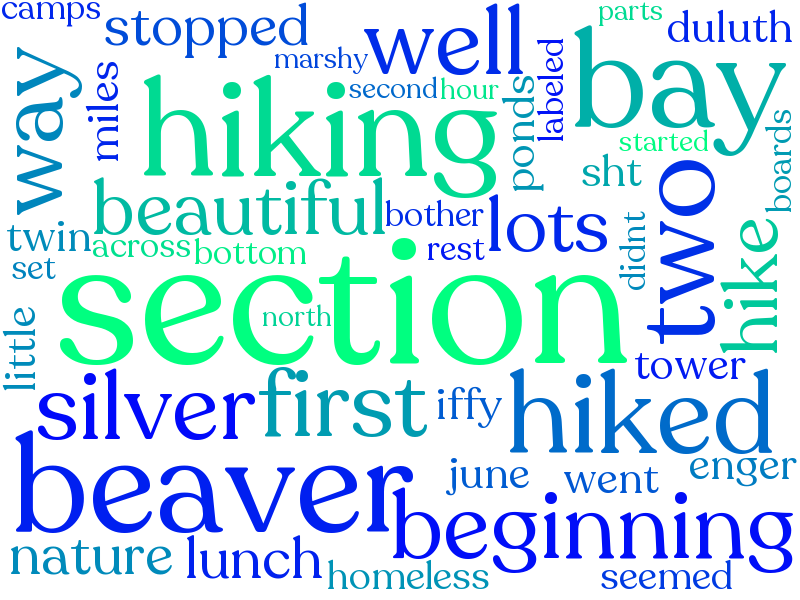 camps
stopped
marshy
well
parts
duluth
way
miles
hiking
second
hour
ponds
labeled
bay
started
boards
beautiful
bother
lots
sht
two
twin
across
bottom
rest
didnt
hike
set
section
north
little
tower
silver
first
iffy
hiked
beaver
june
went
enger
beginning
nature
lunch
homeless
seemed